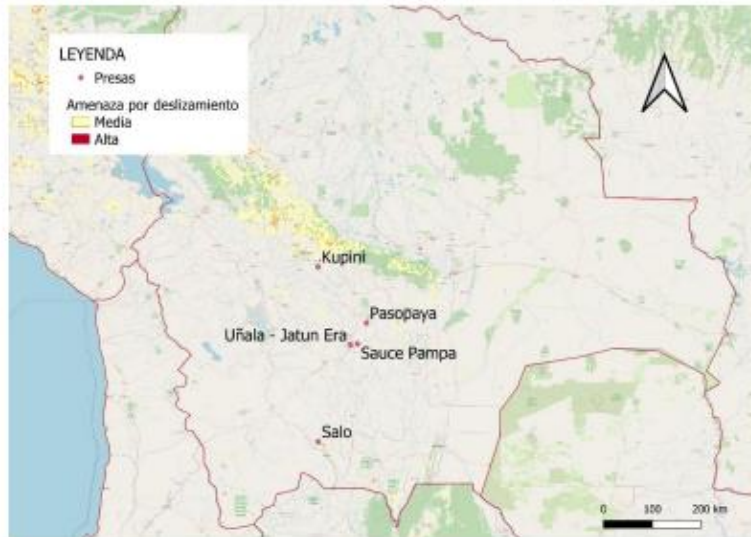 LEYENDA
Presas
Amenaza por deslizamiento
Media
Alta
Kupini
Pasopaya
Uñala - Jatun Era
Sauce Pampa
Salo
0 100 200 km